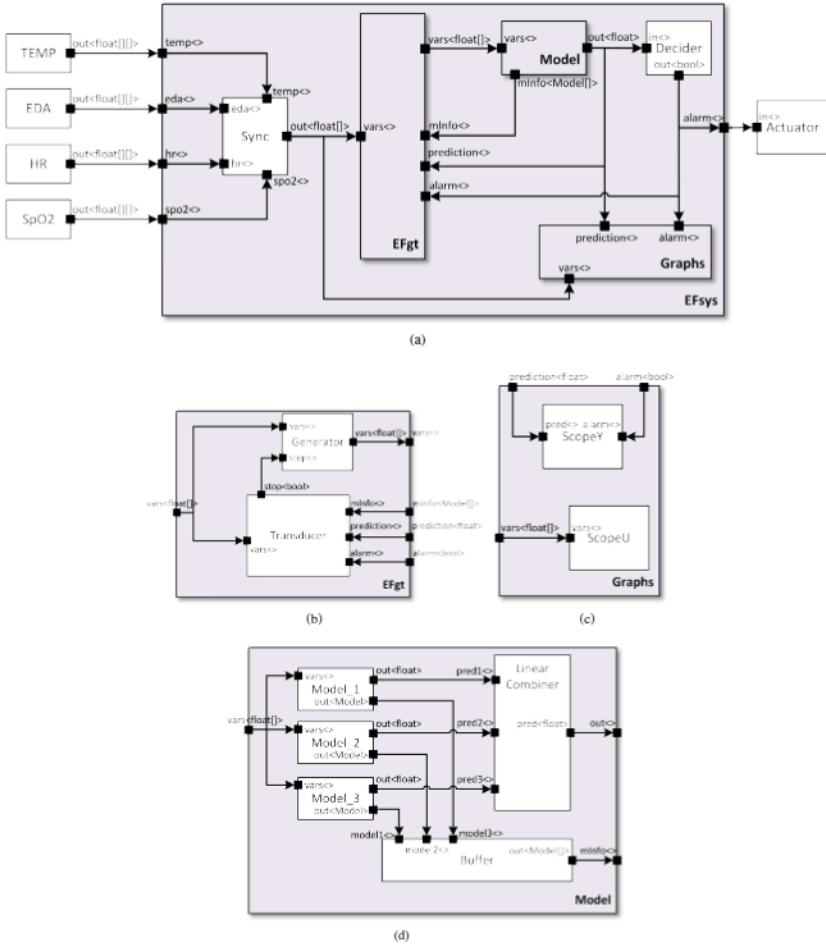 out<float[][]> temp<>
TEMP
temp<>
out<float[][]> eda<>
EDA
eda<>
Sync
out<float[]>
out<float[][]> hr<>
HR
hr<>
spo2<>
out<float[][]> spo2<>
SpO2
vars<>
EFgt
vars<float[]>
vars<>
Model
out<float>
mInfo<Model[]>
in<>
Decider
out<bool>
mInfo<>
prediction<>
alarm<>
alarm<>
in<>
Actuator
prediction<> alarm<>
Graphs
vars<>
EFsys
(a)
vars<>
Generator
vars<float[]> vars<>
stop<>
stop<bool>
vars<float[]>
Transducer
vars<>
mInfo<> mInfo<Model[]>
prediction<> prediction<float>
alarm<> alarm<bool>
EFgt
(b)
prediction<float> alarm<bool>
pred<> alarm<>
ScopeY
vars<float[]> vars<>
ScopeU
Graphs
(c)
vars<float[]>
vars<>
Model_1
out<Model>
out<float> pred1<>
vars<>
Model_2
out<Model>
out<float> pred2<>
vars<>
Model_3
out<Model>
out<float> pred3<>
Linear
Combiner
pred<float> out<>
model1<> mode 2<> model3<>
Buffer
out<Model[]> mInfo<>
Model
(d)